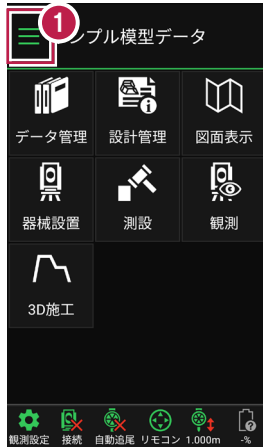 1
ンプル模型データ
データ管理 設計管理 図面表示
器械設置 測設 観測
3D施工
観測設定 接続 自動追尾 リモコン 1.000m -%